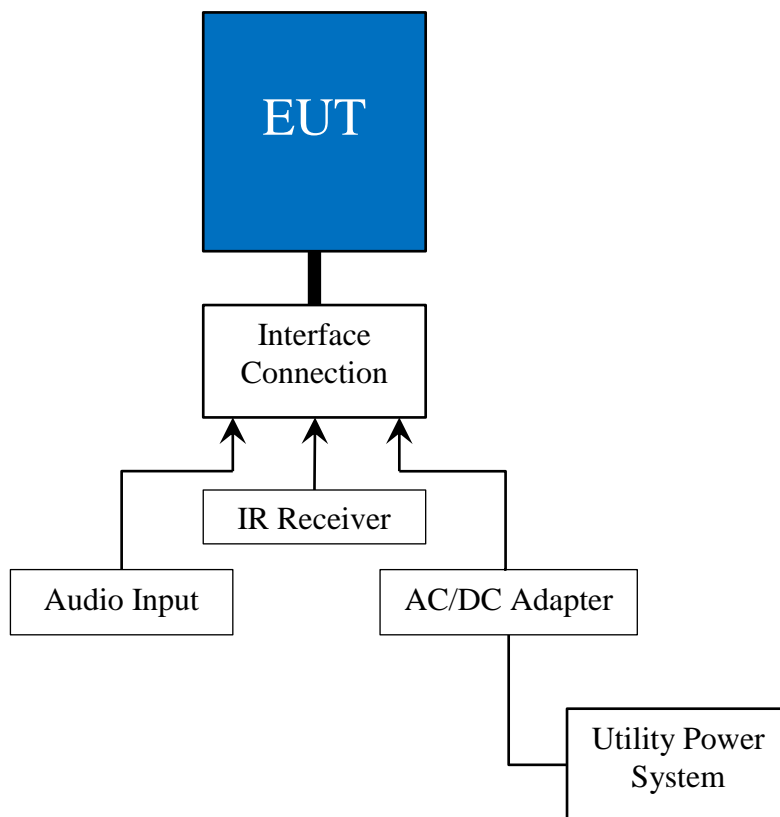 EUT
Interface
Connection
IR Receiver
Audio Input
AC/DC Adapter
Utility Power
System